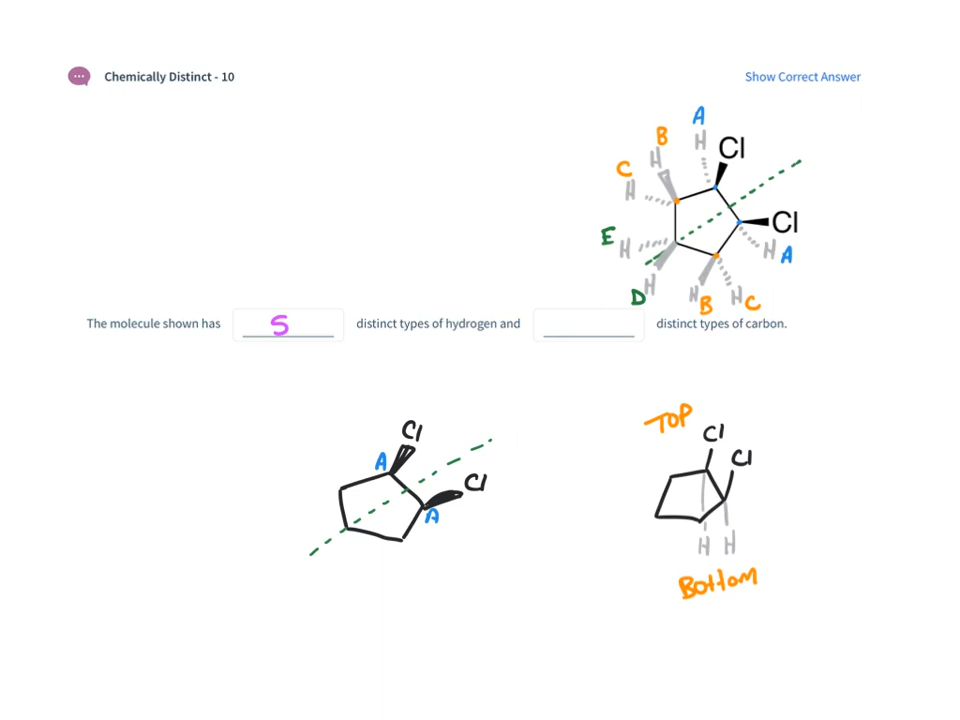 Chemically Distinct - 10
Show Correct Answer
A
B H Cl
C H
H
E H Cl
H A
H
D H B H C
The molecule shown has 5 distinct types of hydrogen and distinct types of carbon.
TOP
Cl Cl
A Cl
Cl
A
H H
Bottom